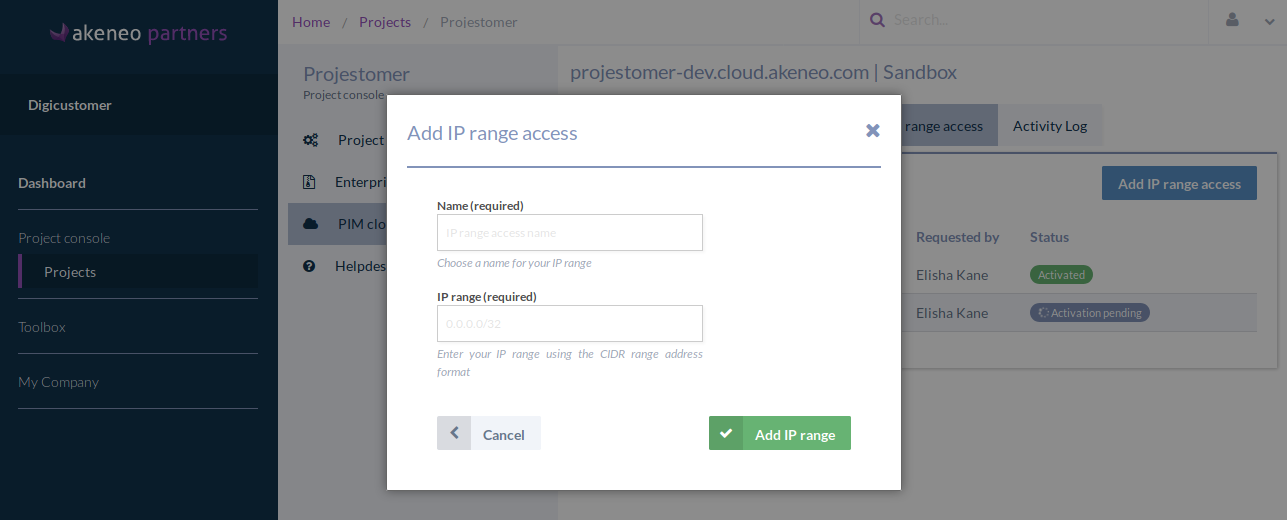 akeneo partners
Digicustomer
Dashboard
Project console
Projects
Toolbox
My Company
Home / Projects / Projestomer
Search...
Projestomer
Project console
Project
Enterpri
PIM clo
Helpdes
projestomer-dev.cloud.akeneo.com | Sandbox
range access
Activity Log
Add IP range access
Requested by Status
Elisha Kane Activated
Elisha Kane Activation pending
Add IP range access
Name (required)
IP range access name
Choose a name for your IP range
IP range (required)
0.0.0.0/32
Enter your IP range using the CIDR range address
format
Cancel
Add IP range